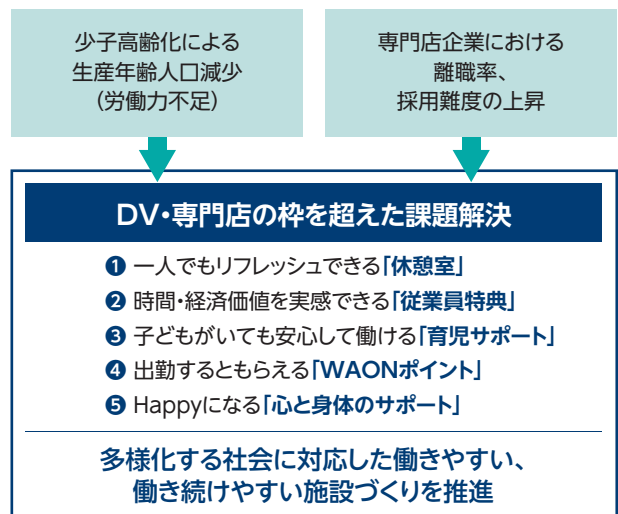 少子高齢化による
生産年齢人口減少
(労働力不足)
専門店企業における
離職率、
採用難度の上昇
DV・専門店の枠を超えた課題解決
❶ 一人でもリフレッシュできる「休憩室」
❷ 時間・経済価値を実感できる「従業員特典」
❸ 子どもがいても安心して働ける「育児サポート」
❹ 出勤するともらえる「WAONポイント」
❺ Happyになる「心と身体のサポート」
多様化する社会に対応した働きやすい、
働き続けやすい施設づくりを推進